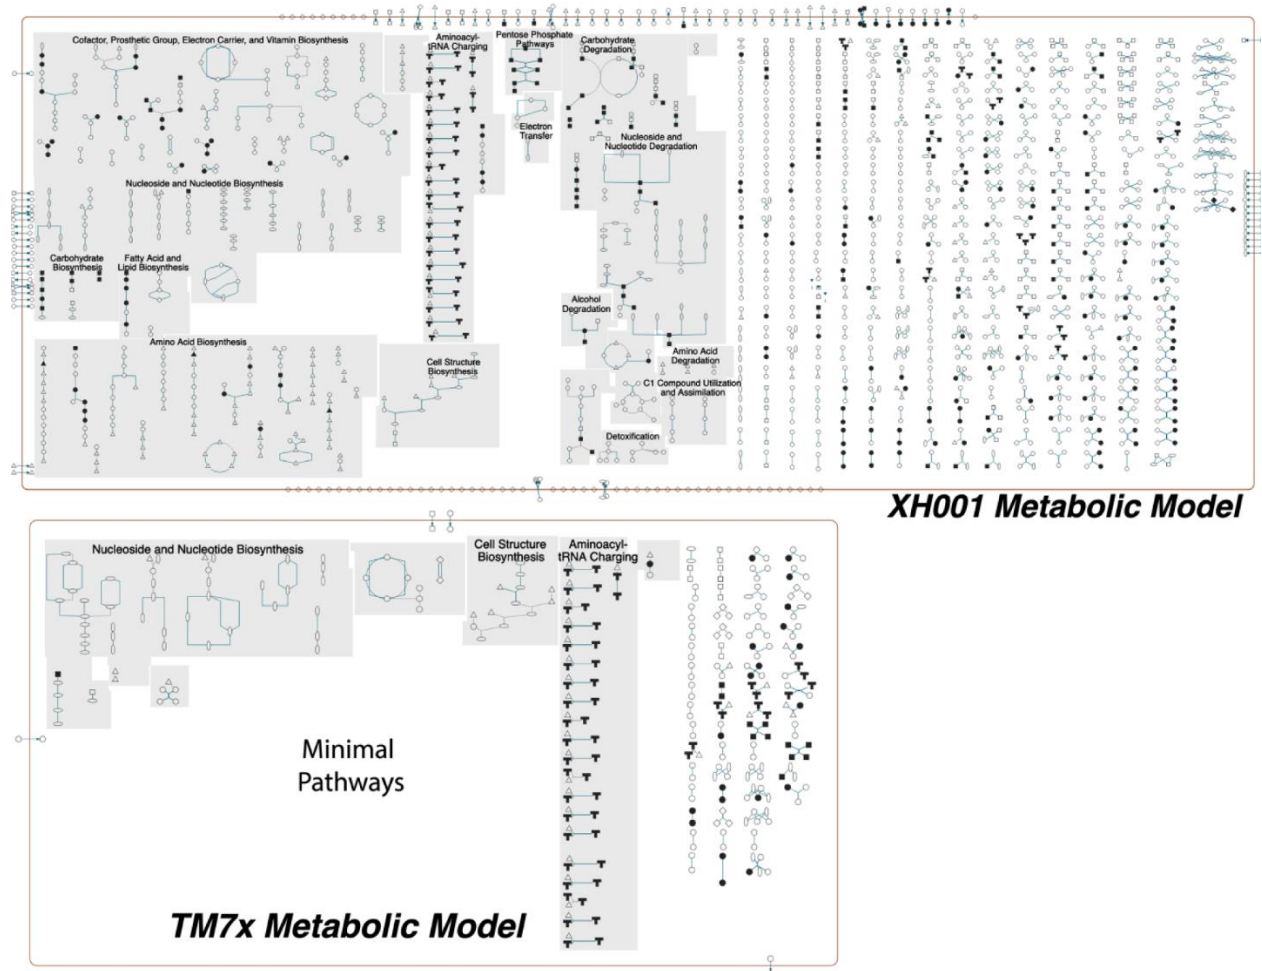 Cofactor, Prosthetic Group, Electron Carrier, and Vitamin Biosynthesis
Aminoacyl-
tRNA Charging
Pentose Phosphate
Pathways
Carbohydrate
Degradation
Electron
Transfer
Nucleoside and
Nucleotide Degradation
Nucleoside and Nucleotide Biosynthesis
Carbohydrate
Biosynthesis
Fatty Acid and
Lipid Biosynthesis
Alcohol
Degradation
Amino Acid Biosynthesis
Cell Structure
Biosynthesis
Amino Acid
Degradation
C1 Compound Utilization
and Assimilation
Detoxification
XH001 Metabolic Model
Nucleoside and Nucleotide Biosynthesis
Cell Structure
Biosynthesis
Aminoacyl-
tRNA Charging
Minimal
Pathways
TM7x Metabolic Model